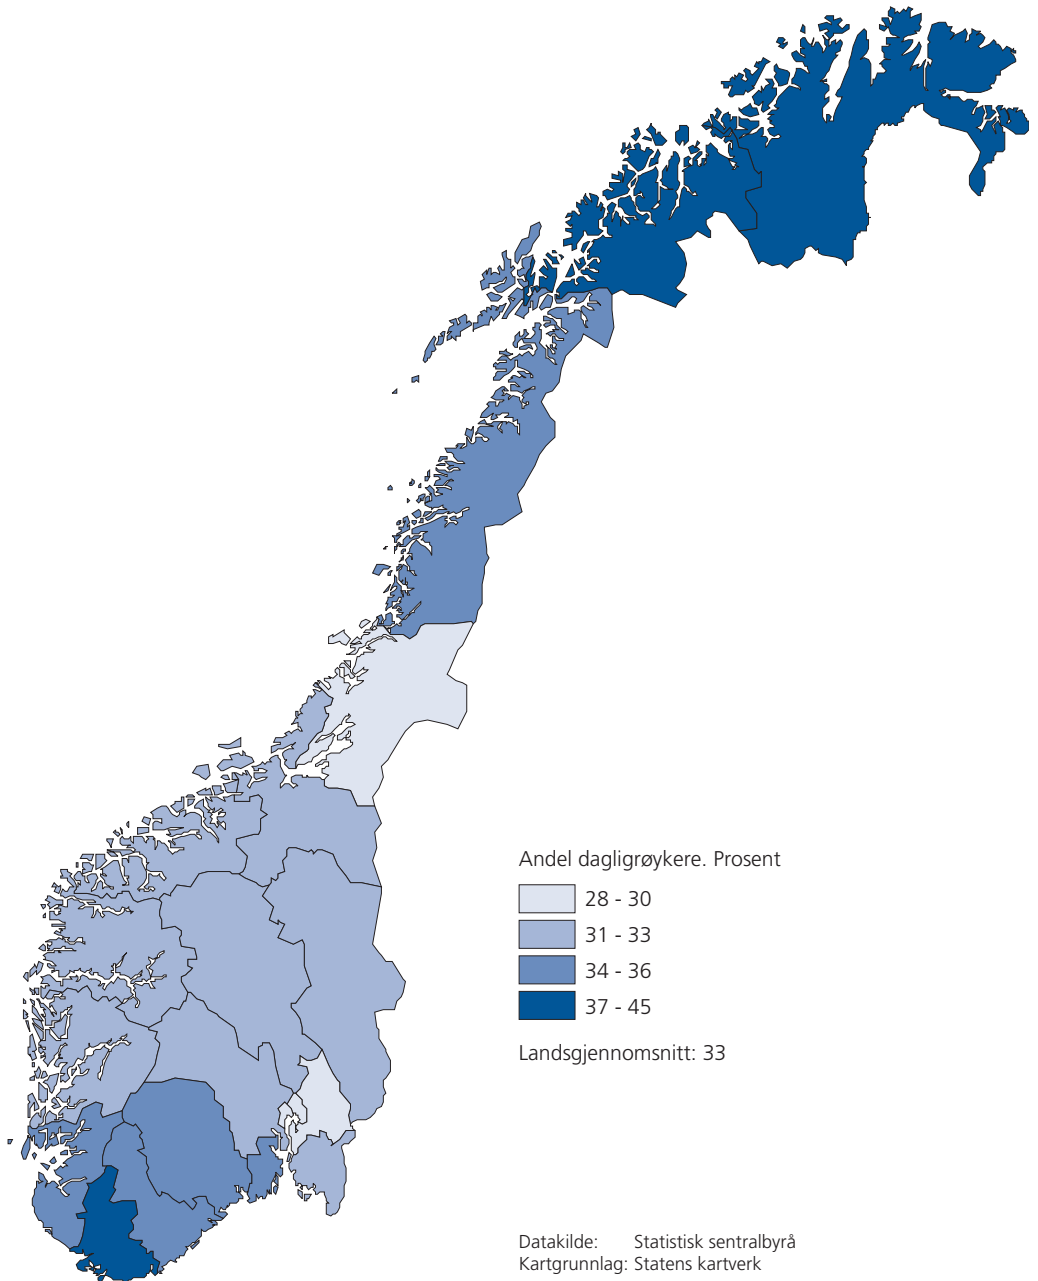 Andel dagligrøykere. Prosent
28 - 30
31 - 33
34 - 36
37 - 45
Landsgjennomsnitt: 33
Datakilde: Statistisk sentralbyrå
Kartgrunnlag: Statens kartverk